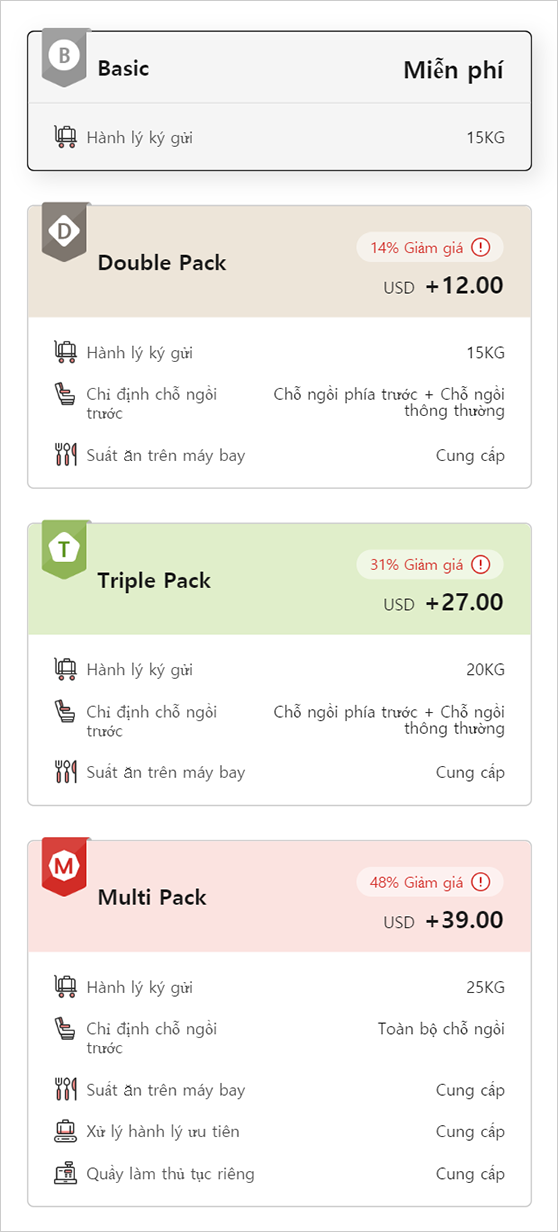 B
Basic
Miễn phí
Hành lý ký gửi
15KG
D
Double Pack
14% Giảm giá
USD +12.00
Hành lý ký gửi
15KG
Chỉ định chỗ ngồi
trước
Chỗ ngồi phía trước + Chỗ ngồi
thông thường
Suất ăn trên máy bay
Cung cấp
T
Triple Pack
31% Giảm giá
USD +27.00
Hành lý ký gửi
20KG
Chỉ định chỗ ngồi
trước
Chỗ ngồi phía trước + Chỗ ngồi
thông thường
Suất ăn trên máy bay
Cung cấp
M
Multi Pack
48% Giảm giá
USD +39.00
Hành lý ký gửi
25KG
Chỉ định chỗ ngồi
trước
Toàn bộ chỗ ngồi
Suất ăn trên máy bay
Cung cấp
Xử lý hành lý ưu tiên
Cung cấp
Quầy làm thủ tục riêng
Cung cấp